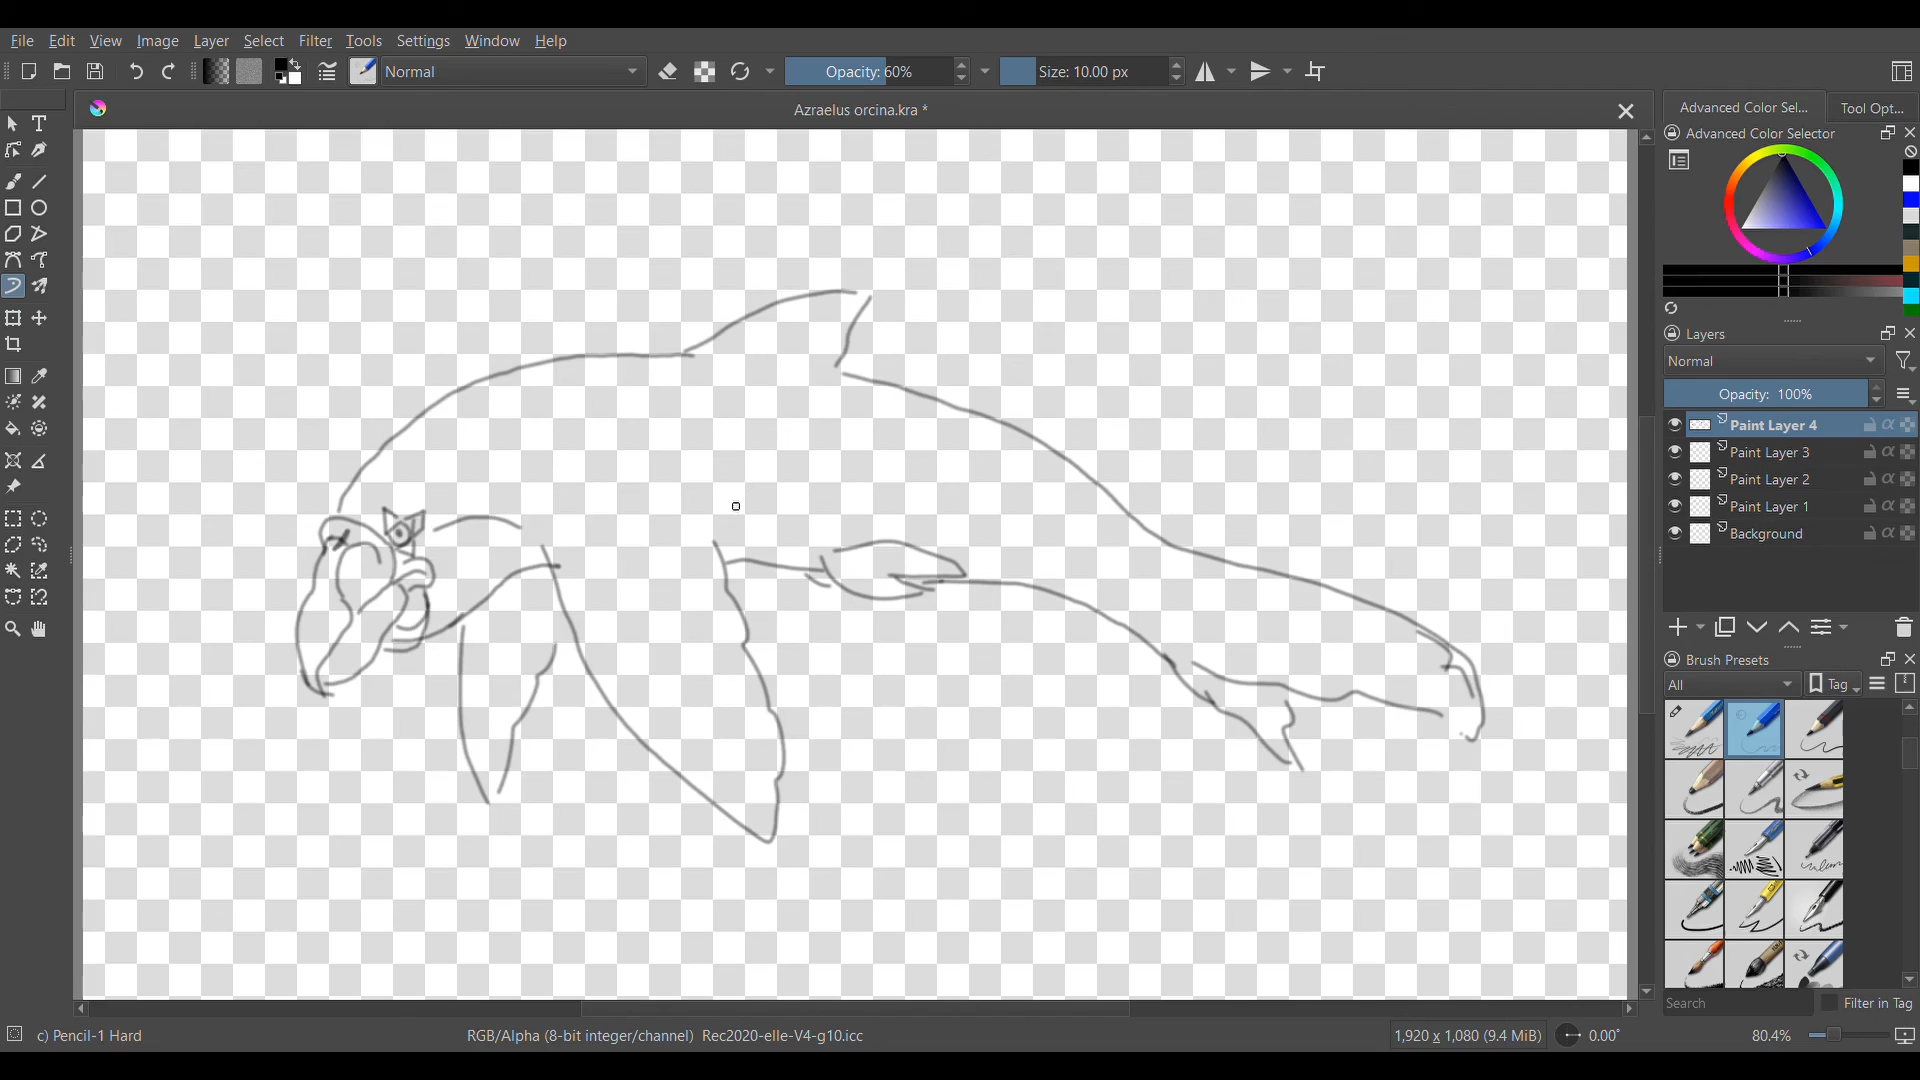 File Edit View Image Layer Select Filter Tools Settings Window Help
Normal Opacity: 60% Size: 10.00 px
Azraelus orcina.kra *
Advanced Color Sel... Tool Opt...
Advanced Color Selector
Layers
Normal
Opacity: 100%
Paint Layer 4
Paint Layer 3
Paint Layer 2
Paint Layer 1
Background
Brush Presets
All Tag
Search Filter in Tag
c) Pencil-1 Hard RGB/Alpha (8-bit integer/channel) Rec2020-elle-V4-g10.icc 1,920 x 1,080 (9.4 MiB) 0.00° 80.4%